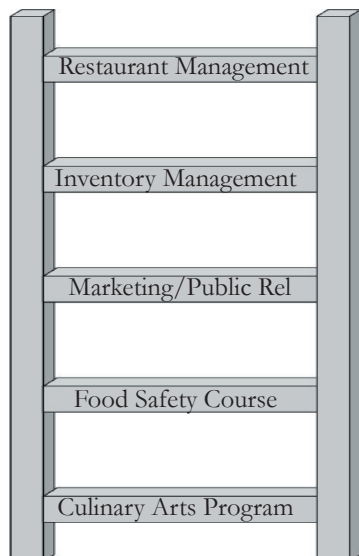 Restaurant Management
Inventory Management
Marketing/Public Rel
Food Safety Course
Culinary Arts Program